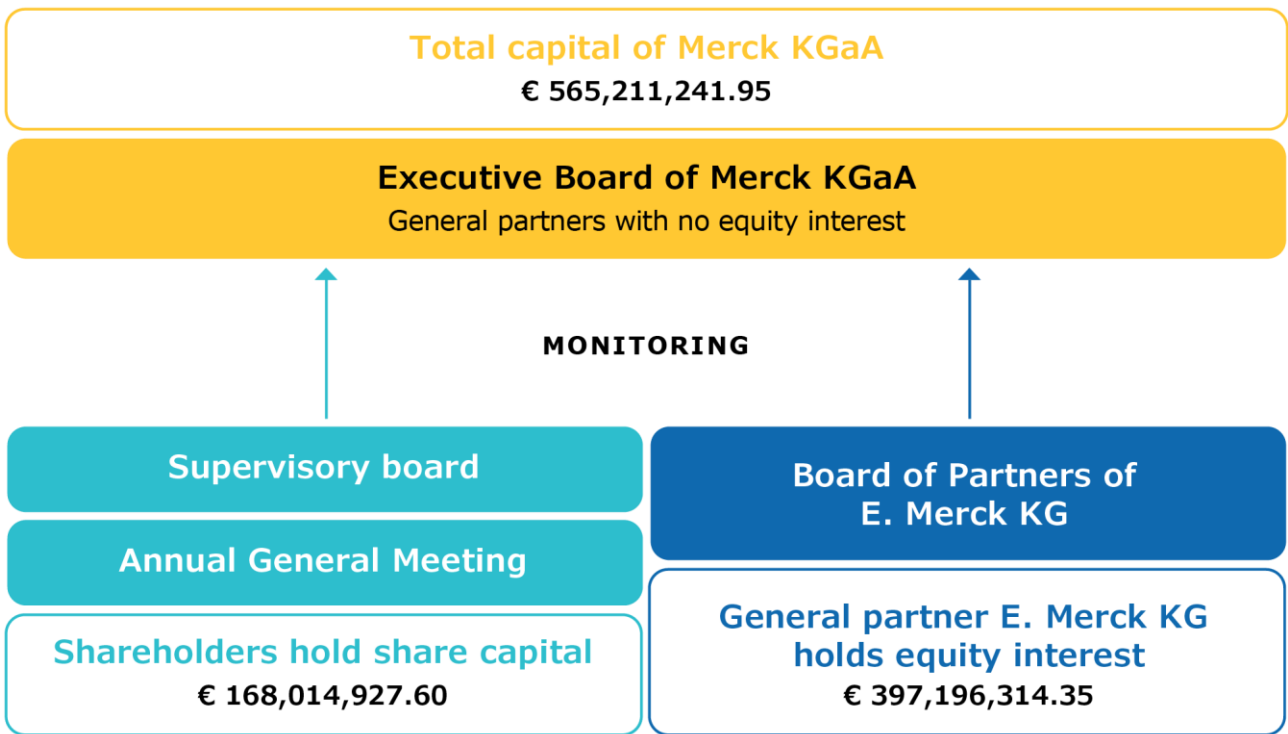 Total capital of Merck KGaA
€ 565,211,241.95
Executive Board of Merck KGaA
General partners with no equity interest
MONITORING
Supervisory board
Annual General Meeting
Shareholders hold share capital
€ 168,014,927.60
Board of Partners of
E. Merck KG
General partner E. Merck KG
holds equity interest
€ 397,196,314.35